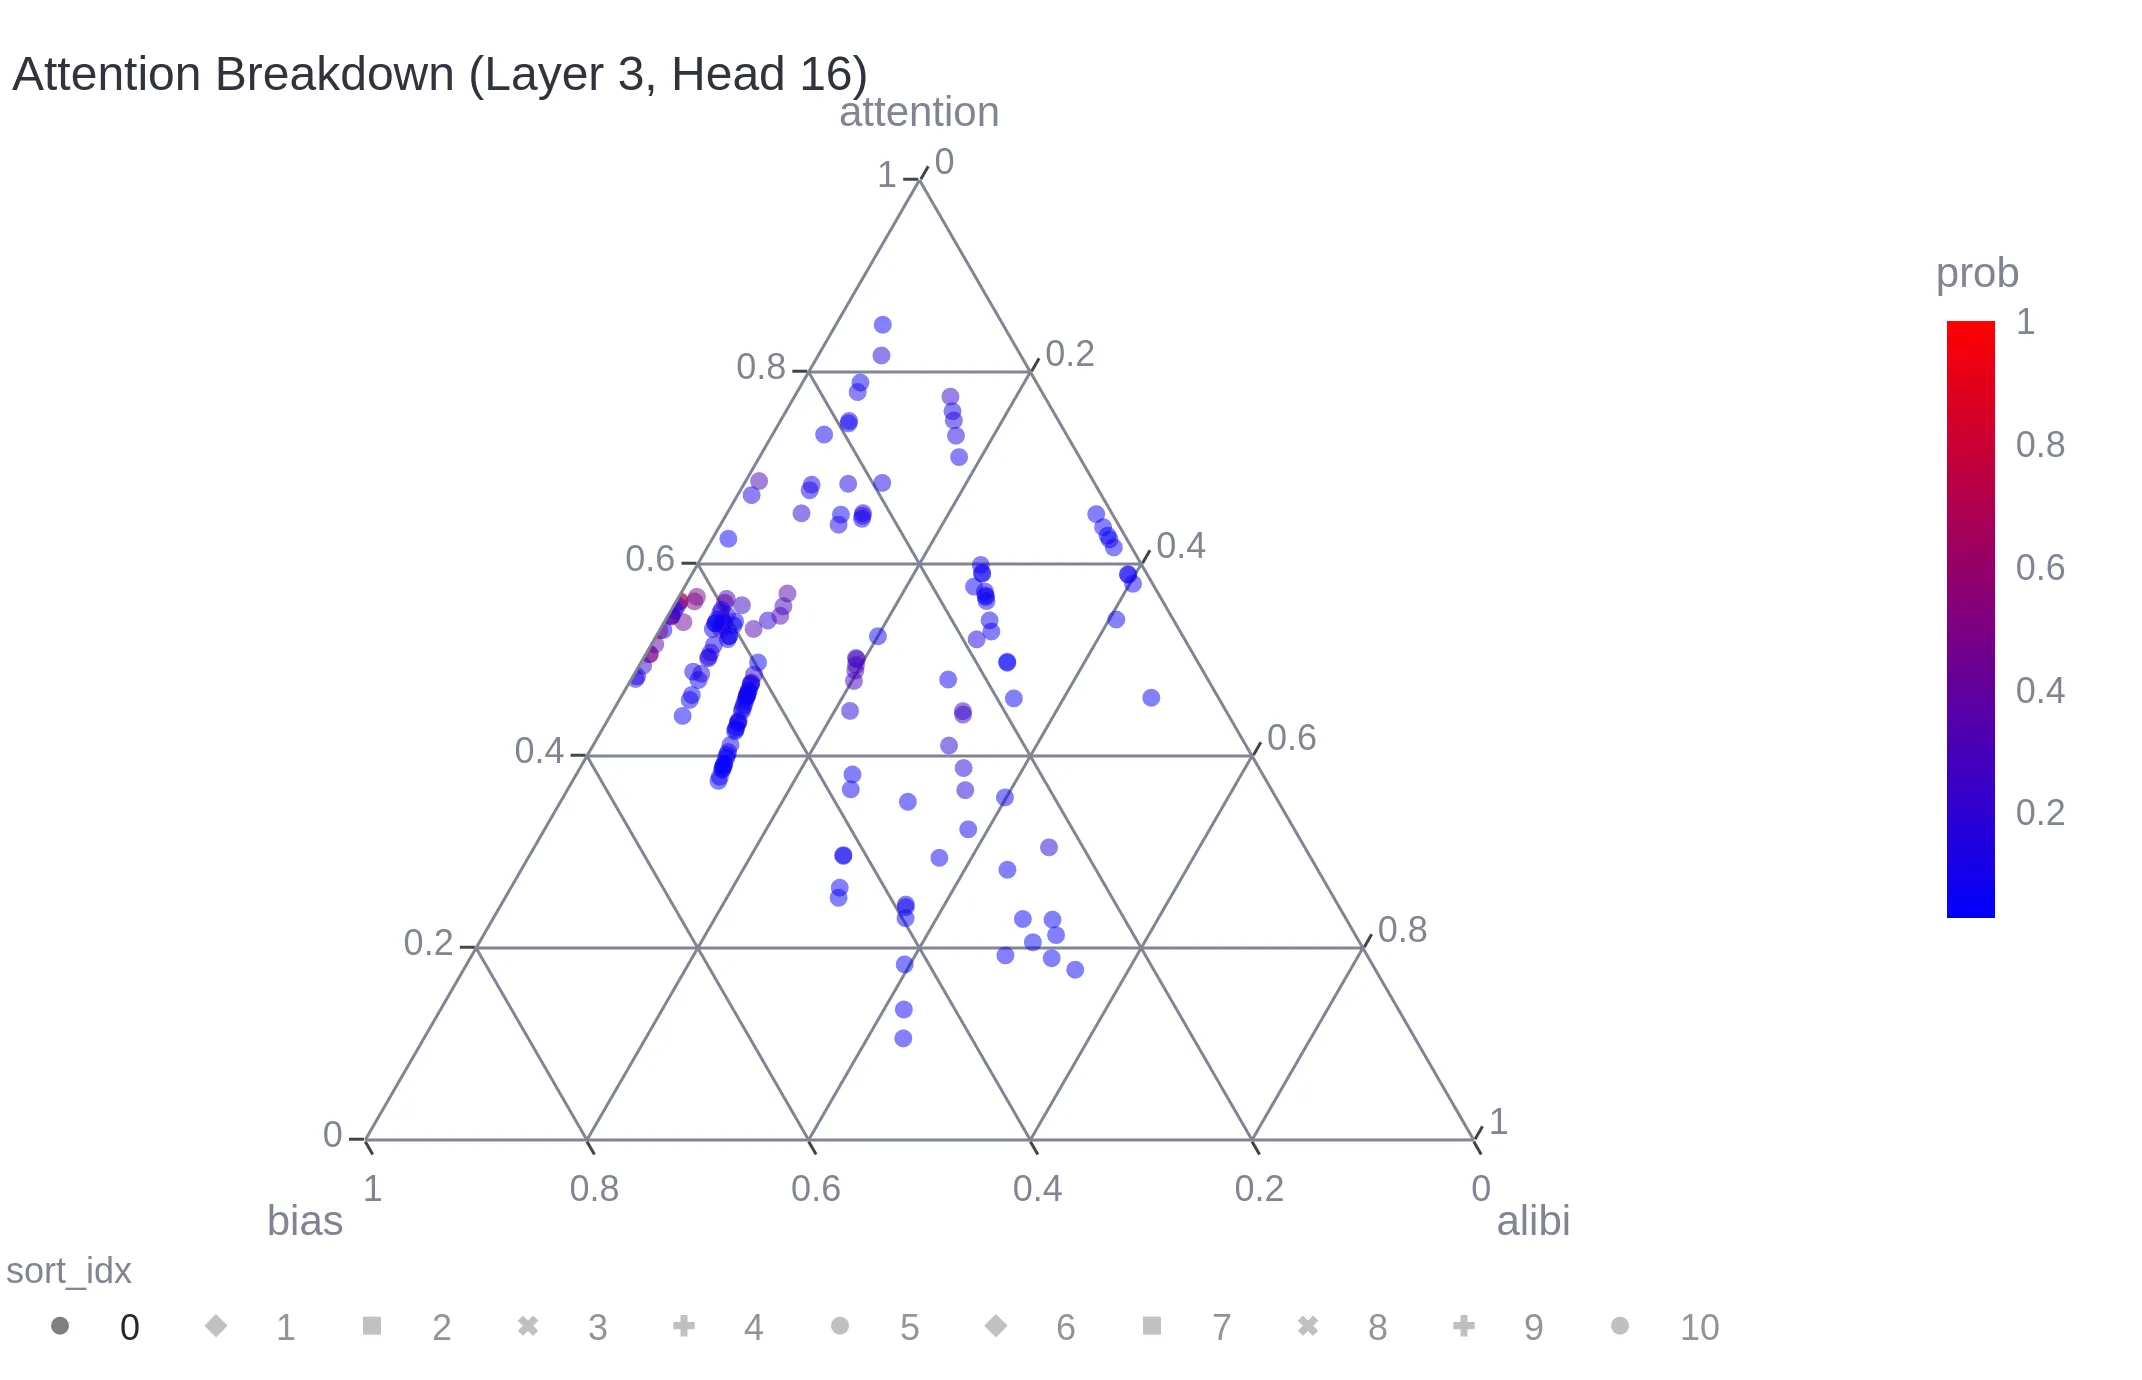 Attention Breakdown (Layer 3, Head 16)
attention
1 0
prob
1
0.8 0.2
0.8
0.6 0.4
0.6
0.4 0.6
0.4
0.2 0.8
0.2
0 1
1 0.8 0.6 0.4 0.2 0
bias alibi
sort_idx
0 1 2 3 4 5 6 7 8 9 10